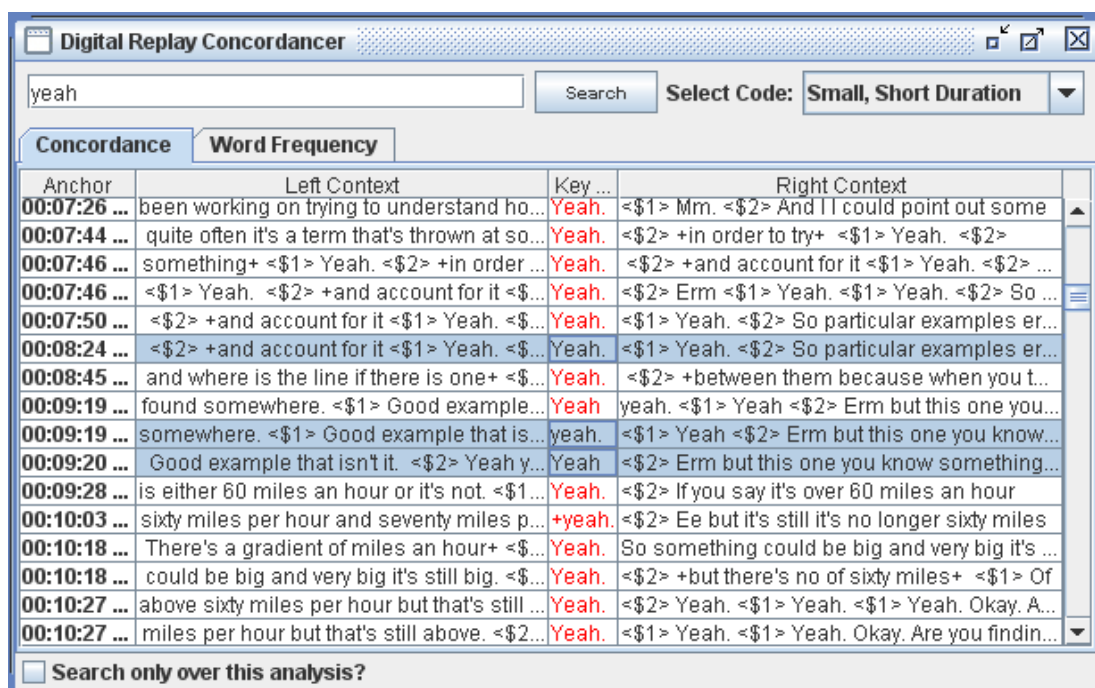 Digital Replay Concordancer
yeah Search Select Code: Small, Short Duration
Concordance Word Frequency
Anchor Left Context Key ... Right Context
00:07:26 ... been working on trying to understand ho... Yeah. <$1> Mm. <$2> And I I could point out some
00:07:44 ... quite often it's a term that's thrown at so... Yeah. <$2> +in order to try+ <$1> Yeah. <$2>
00:07:46 ... something+ <$1> Yeah. <$2> +in order ... Yeah. <$2> +and account for it <$1> Yeah. <$2> ...
00:07:46 ... <$1> Yeah. <$2> +and account for it <$... Yeah. <$2> Erm <$1> Yeah. <$1> Yeah. <$2> So ...
00:07:50 ... <$2> +and account for it <$1> Yeah. <$... Yeah. <$1> Yeah. <$2> So particular examples er...
00:08:24 ... <$2> +and account for it <$1> Yeah. <$... Yeah. <$1> Yeah. <$2> So particular examples er...
00:08:45 ... and where is the line if there is one+ <$... Yeah. <$2> +between them because when you t...
00:09:19 ... found somewhere. <$1> Good example... Yeah yeah. <$1> Yeah <$2> Erm but this one you...
00:09:19 ... somewhere. <$1> Good example that is... yeah. <$1> Yeah <$2> Erm but this one you know...
00:09:20 ... Good example that isn't it. <$2> Yeah y... Yeah <$2> Erm but this one you know something...
00:09:28 ... is either 60 miles an hour or it's not. <$1... Yeah. <$2> If you say it's over 60 miles an hour
00:10:03 ... sixty miles per hour and seventy miles p... +yeah. <$2> Ee but it's still it's no longer sixty miles
00:10:18 ... There's a gradient of miles an hour+ <$... Yeah. So something could be big and very big it's ...
00:10:18 ... could be big and very big it's still big. <$... Yeah. <$2> +but there's no of sixty miles+ <$1> Of
00:10:27 ... above sixty miles per hour but that's still ... Yeah. <$2> Yeah. <$1> Yeah. <$1> Yeah. Okay. A...
00:10:27 ... miles per hour but that's still above. <$2... Yeah. <$1> Yeah. <$1> Yeah. Okay. Are you findin...
Search only over this analysis?